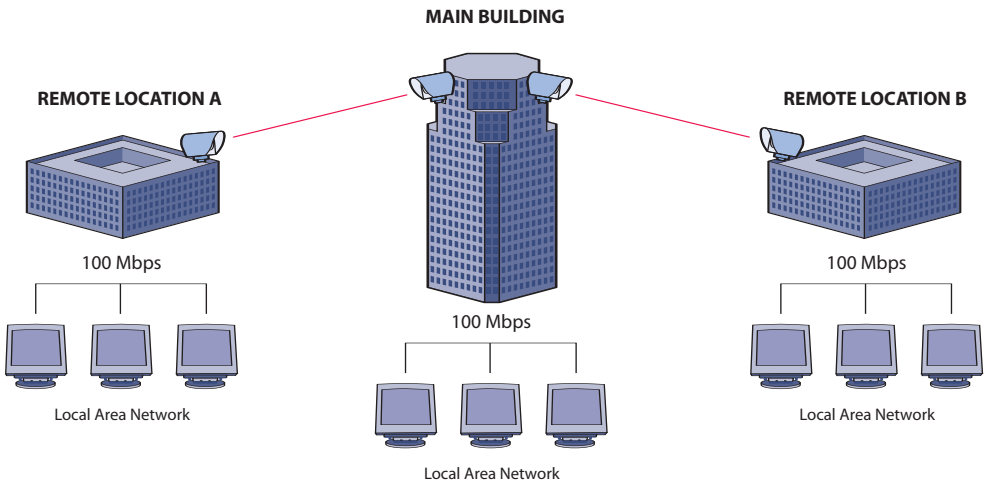 MAIN BUILDING
REMOTE LOCATION A
REMOTE LOCATION B
100 Mbps
100 Mbps
100 Mbps
Local Area Network
Local Area Network
Local Area Network